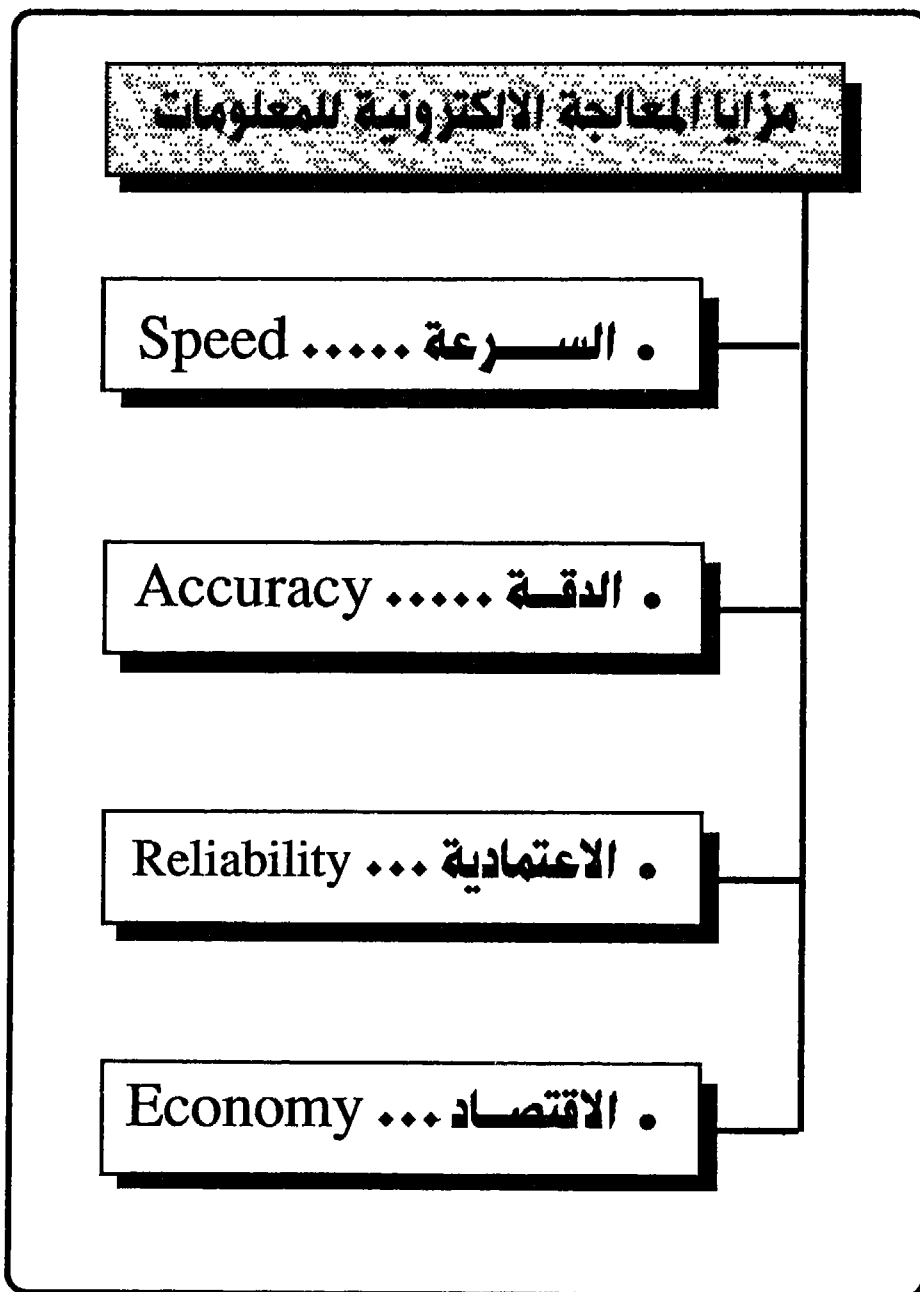 مزايا المعالجة الالكترونية للمعلومات
• السرعة ..... Speed
• الدقة ..... Accuracy
• الاعتمادية ... Reliability
• الاقتصاد ... Economy